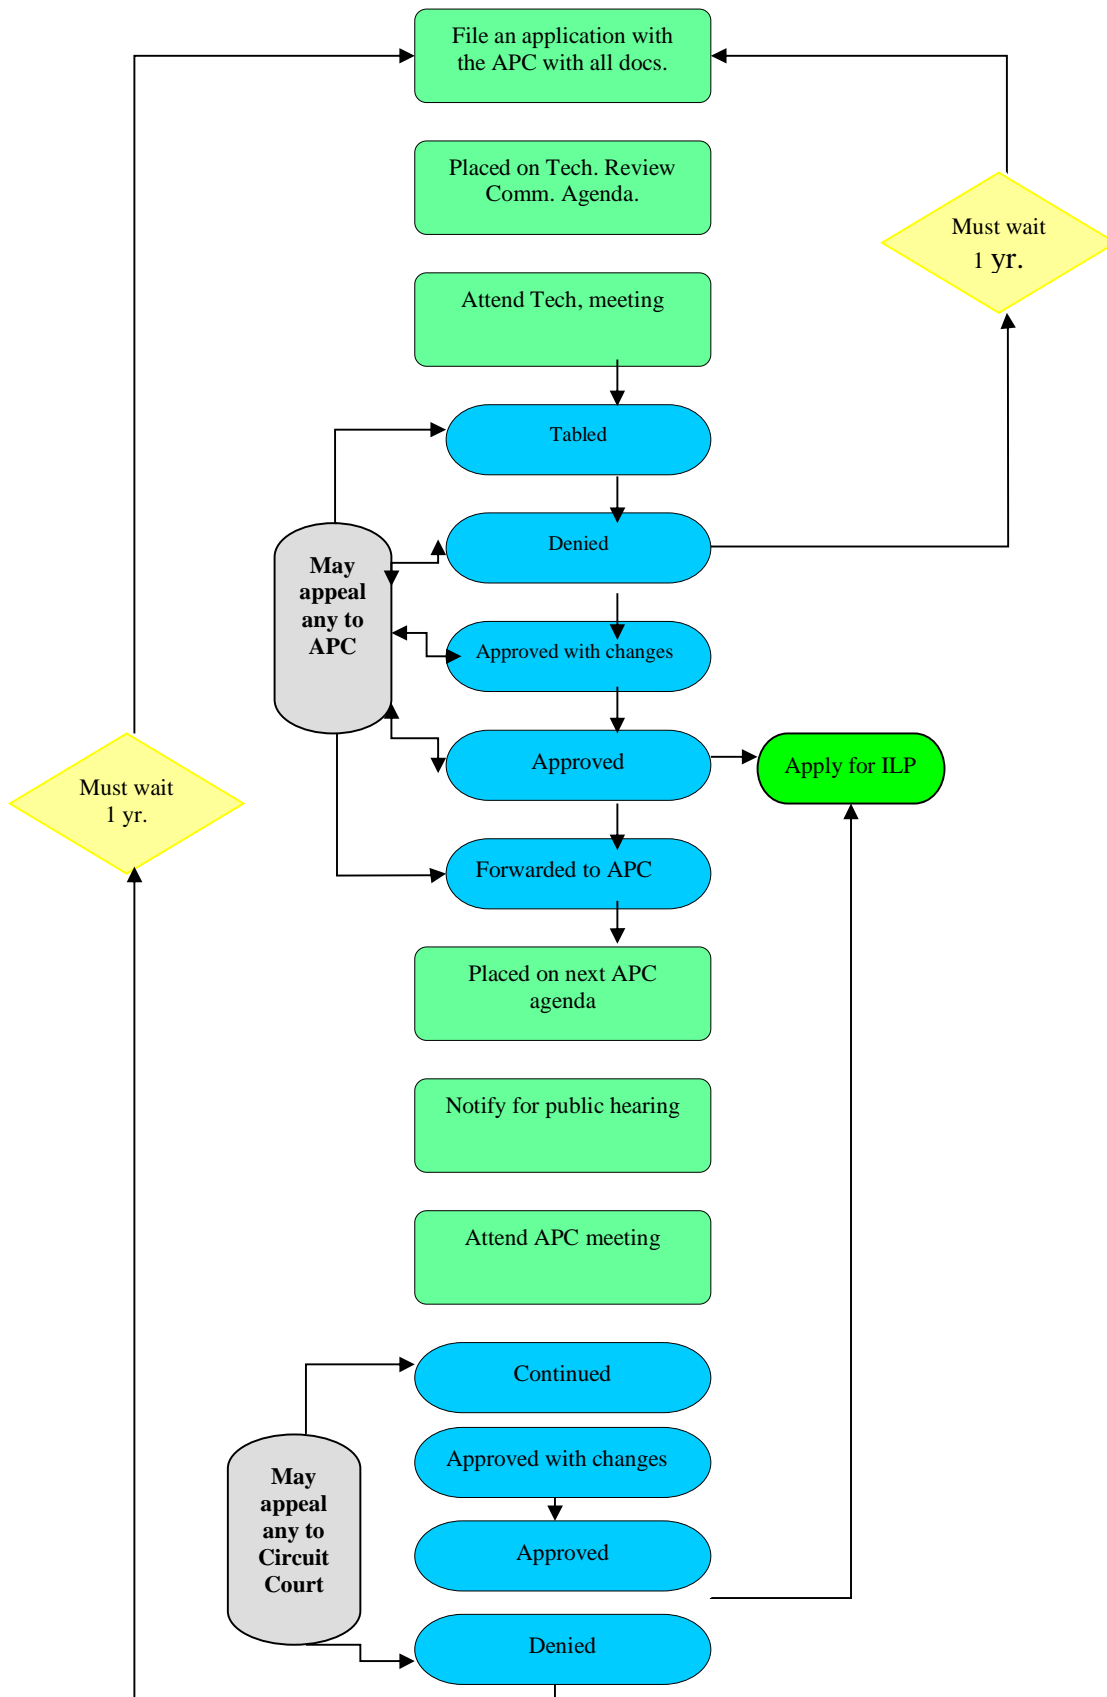 File an application with
the APC with all docs.
Placed on Tech. Review
Comm. Agenda.
Must wait
1 yr.
Attend Tech, meeting
Tabled
Denied
May
appeal
any to
APC
Approved with changes
Approved
Apply for ILP
Must wait
1 yr.
Forwarded to APC
Placed on next APC
agenda
Notify for public hearing
Attend APC meeting
Continued
Approved with changes
May
appeal
any to
Circuit
Court
Approved
Denied